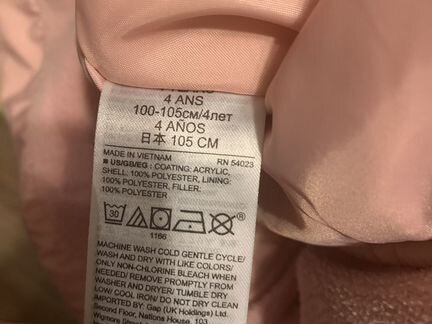 4 ANS
100-105см/4лет
4 AÑOS
日本 105 CM
MADE IN VIETNAM RN 54023
■ US/GB/EG : COATING: ACRYLIC,
SHELL: 100% POLYESTER, LINING:
100% POLYESTER, FILLER:
100% POLYESTER
30
1166
MACHINE WASH COLD GENTLE CYCLE/
WASH AND DRY WITH LIKE COLORS/
ONLY NON-CHLORINE BLEACH WHEN
NEEDED/ REMOVE PROMPTLY FROM
WASHER AND DRYER/ TUMBLE DRY
LOW/ COOL IRON/ DO NOT DRY CLEAN
IMPORTED BY: Gap (UK Holdings) Ltd.
Second Floor, Nations House, 103
Wigmore